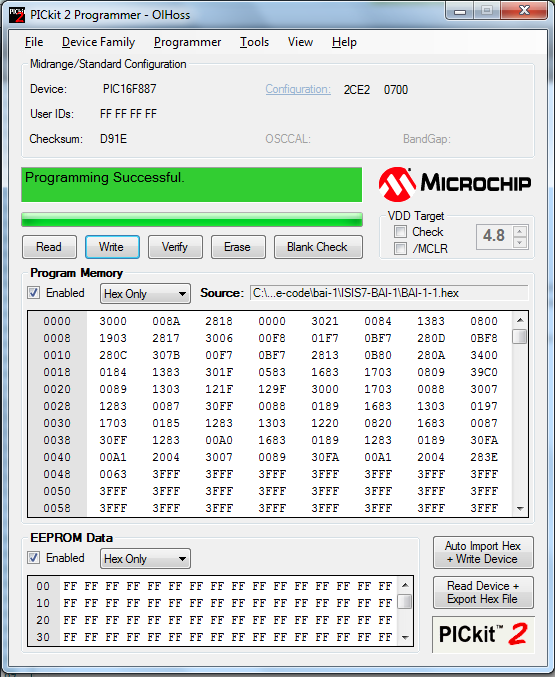 PICkit 2 Programmer - OlHoss
File Device Family Programmer Tools View Help
Midrange/Standard Configuration
Device: PIC16F887 Configuration: 2CE2 0700
User IDs: FF FF FF FF
Checksum: D91E OSCCAL: BandGap:
Programming Successful.
MICROCHIP
VDD Target
Check
/MCLR
4.8
Read Write Verify Erase Blank Check
Program Memory
Enabled Hex Only Source: C:\...e-code\bai-1\ISIS7-BAI-1\BAI-1-1.hex
0000 3000 008A 2818 0000 3021 0084 1383 0800
0008 1903 2817 3006 00F8 01F7 0BF7 280D 0BF8
0010 280C 307B 00F7 0BF7 2813 0B80 280A 3400
0018 0184 1383 301F 0583 1683 1703 0809 39C0
0020 0089 1303 121F 129F 3000 1703 0088 3007
0028 1283 0087 30FF 0088 0189 1683 1303 0197
0030 1703 0185 1283 1303 1220 0820 1683 0087
0038 30FF 1283 00A0 1683 0189 1283 0189 30FA
0040 00A1 2004 3007 0089 30FA 00A1 2004 283E
0048 0063 3FFF 3FFF 3FFF 3FFF 3FFF 3FFF 3FFF
0050 3FFF 3FFF 3FFF 3FFF 3FFF 3FFF 3FFF 3FFF
0058 3FFF 3FFF 3FFF 3FFF 3FFF 3FFF 3FFF 3FFF
EEPROM Data
Enabled Hex Only
00 FF FF FF FF FF FF FF FF FF FF FF FF FF FF FF FF
10 FF FF FF FF FF FF FF FF FF FF FF FF FF FF FF FF
20 FF FF FF FF FF FF FF FF FF FF FF FF FF FF FF FF
30 FF FF FF FF FF FF FF FF FF FF FF FF FF FF FF FF
Auto Import Hex
+ Write Device
Read Device +
Export Hex File
PICkit™ 2